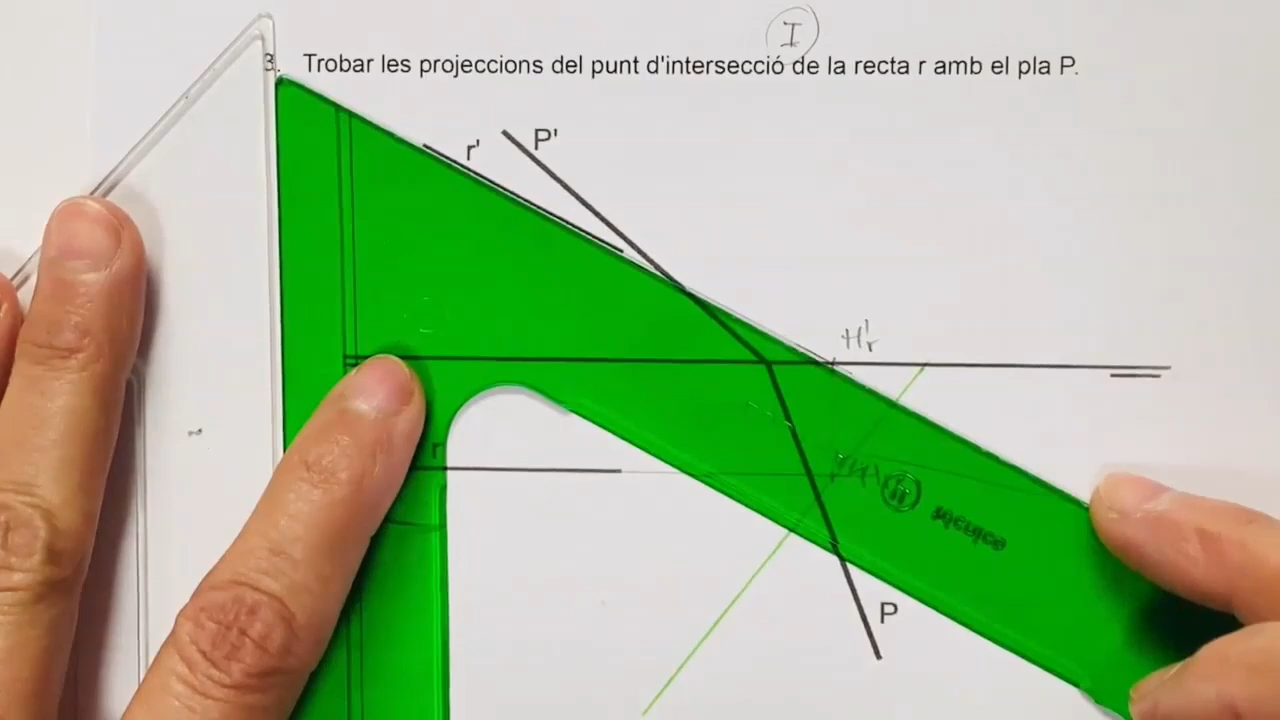 I
3. Trobar les projeccions del punt d'intersecció de la recta r amb el pla P.
r'
P'
H'r
r
P